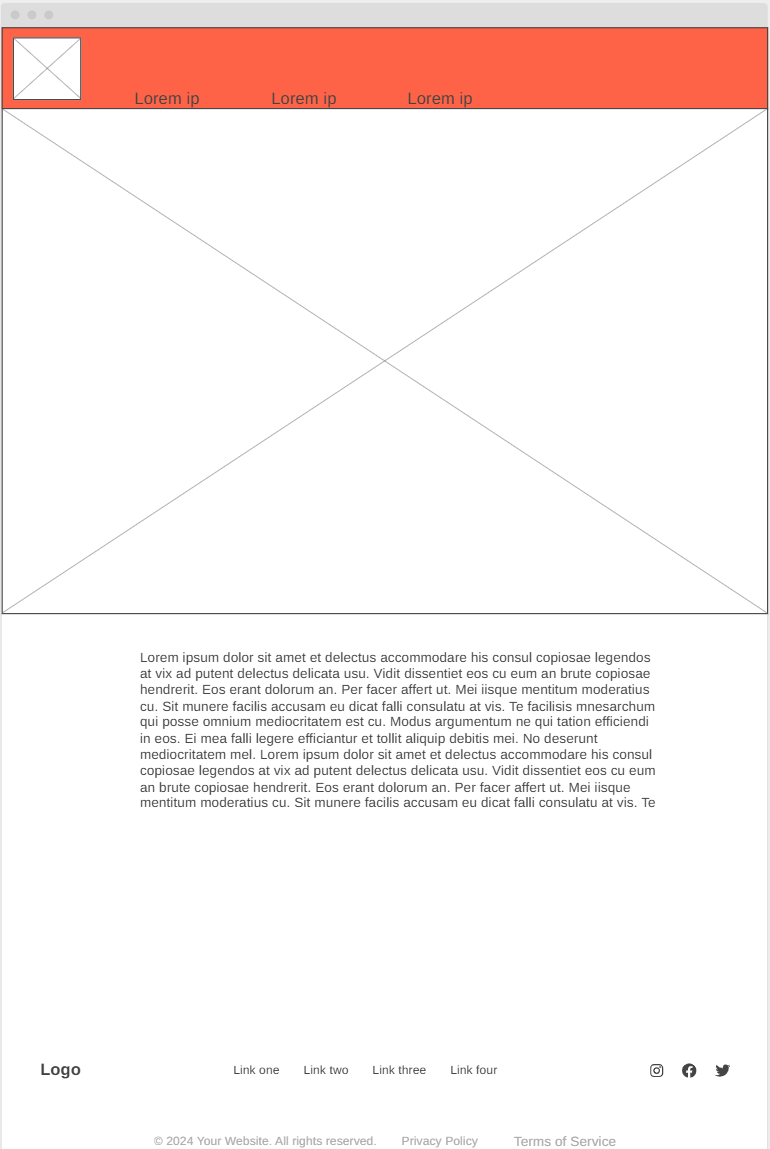 Lorem ip Lorem ip Lorem ip
Lorem ipsum dolor sit amet et delectus accommodare his consul copiosae legendos
at vix ad putent delectus delicata usu. Vidit dissentiet eos cu eum an brute copiosae
hendrerit. Eos erant dolorum an. Per facer affert ut. Mei iisque mentitum moderatius
cu. Sit munere facilis accusam eu dicat falli consulatu at vis. Te facilisis mnesarchum
qui posse omnium mediocritatem est cu. Modus argumentum ne qui tation efficiendi
in eos. Ei mea falli legere efficiantur et tollit aliquip debitis mei. No deserunt
mediocritatem mel. Lorem ipsum dolor sit amet et delectus accommodare his consul
copiosae legendos at vix ad putent delectus delicata usu. Vidit dissentiet eos cu eum
an brute copiosae hendrerit. Eos erant dolorum an. Per facer affert ut. Mei iisque
mentitum moderatius cu. Sit munere facilis accusam eu dicat falli consulatu at vis. Te
Logo Link one Link two Link three Link four
© 2024 Your Website. All rights reserved. Privacy Policy Terms of Service